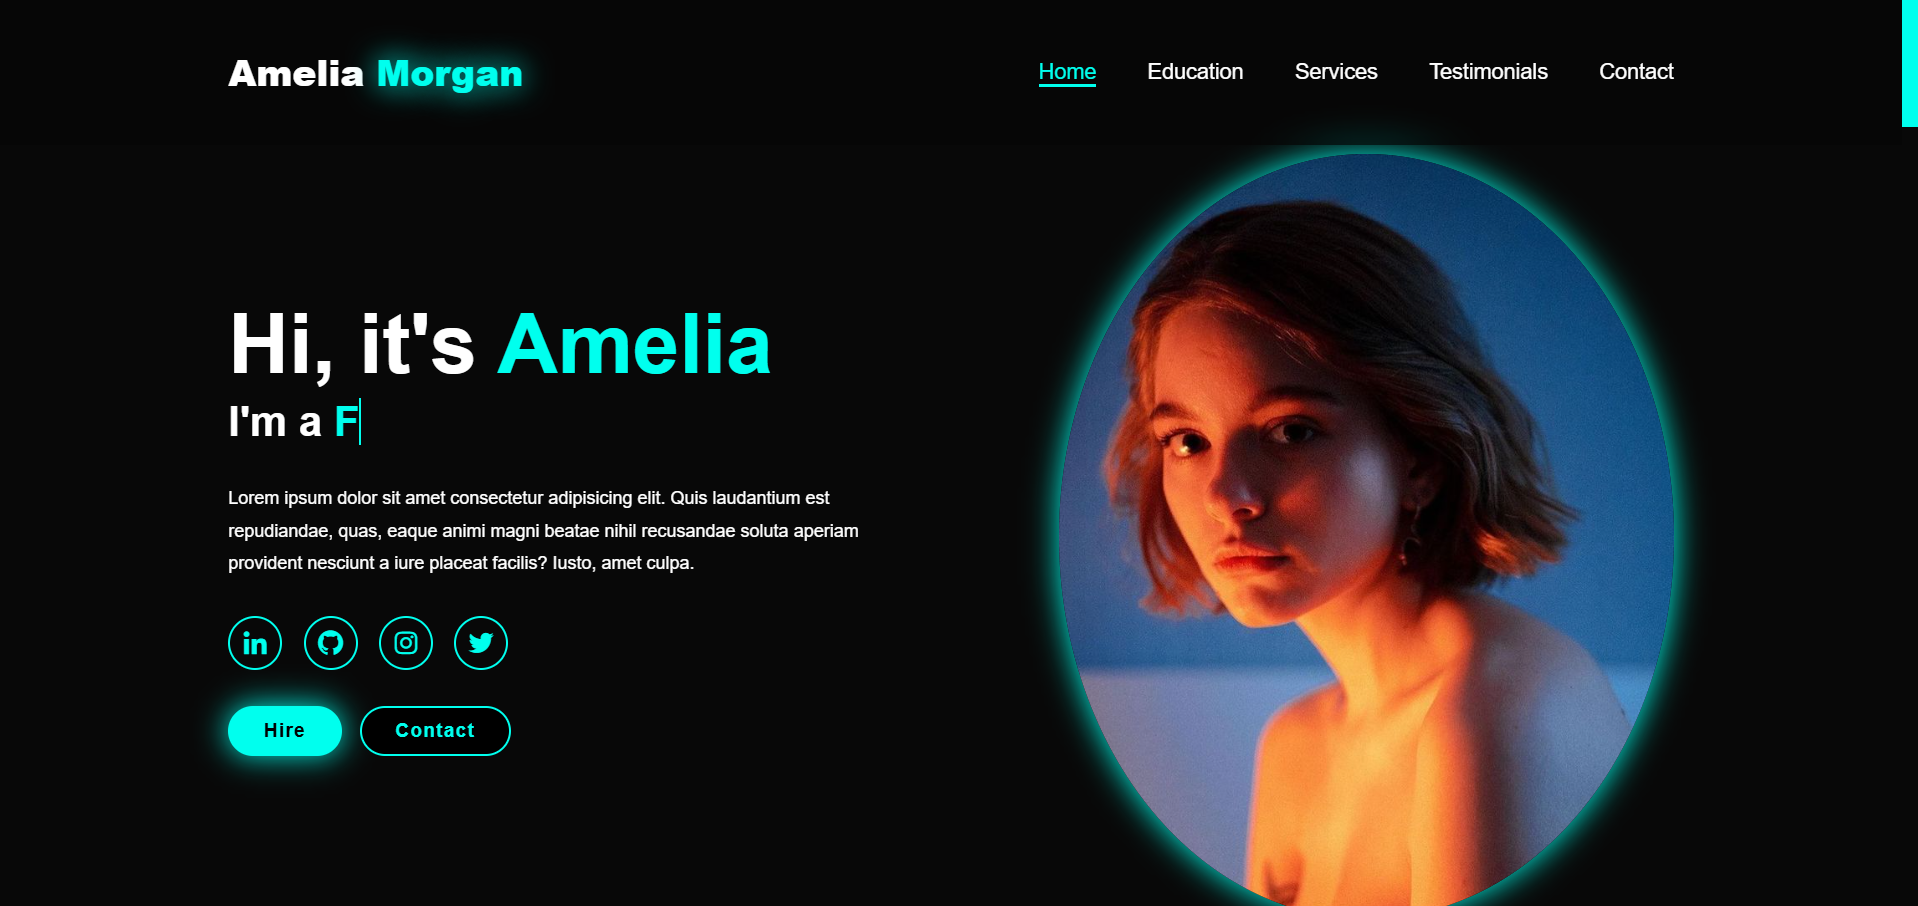 Amelia Morgan
Home Education Services Testimonials Contact
Hi, it's Amelia
I'm a F
Lorem ipsum dolor sit amet consectetur adipisicing elit. Quis laudantium est
repudiandae, quas, eaque animi magni beatae nihil recusandae soluta aperiam
provident nesciunt a iure placeat facilis? Iusto, amet culpa.
in
Hire Contact